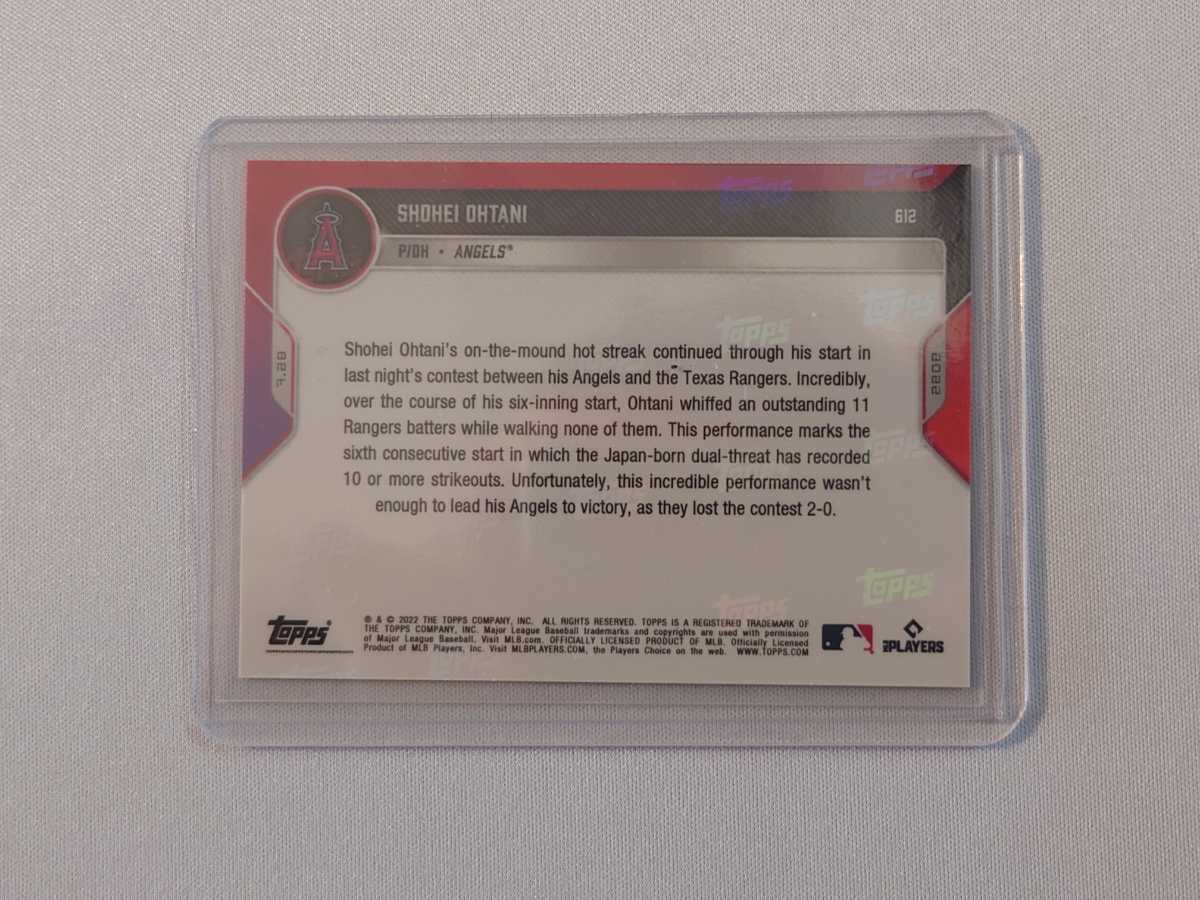 SHOHEI OHTANI
612
P/DH • ANGELS®
7.28
2022
Shohei Ohtani's on-the-mound hot streak continued through his start in
last night's contest between his Angels and the Texas Rangers. Incredibly,
over the course of his six-inning start, Ohtani whiffed an outstanding 11
Rangers batters while walking none of them. This performance marks the
sixth consecutive start in which the Japan-born dual-threat has recorded
10 or more strikeouts. Unfortunately, this incredible performance wasn't
enough to lead his Angels to victory, as they lost the contest 2-0.
Topps
® & © 2022 THE TOPPS COMPANY, INC. ALL RIGHTS RESERVED. TOPPS IS A REGISTERED TRADEMARK OF
THE TOPPS COMPANY, INC. Major League Baseball trademarks and copyrights are used with permission
of Major League Baseball. Visit MLB.com. OFFICIALLY LICENSED PRODUCT OF MLB. Officially Licensed
Product of MLB Players, Inc. Visit MLBPLAYERS.COM, the Players Choice on the web. WWW.TOPPS.COM
PLAYERS